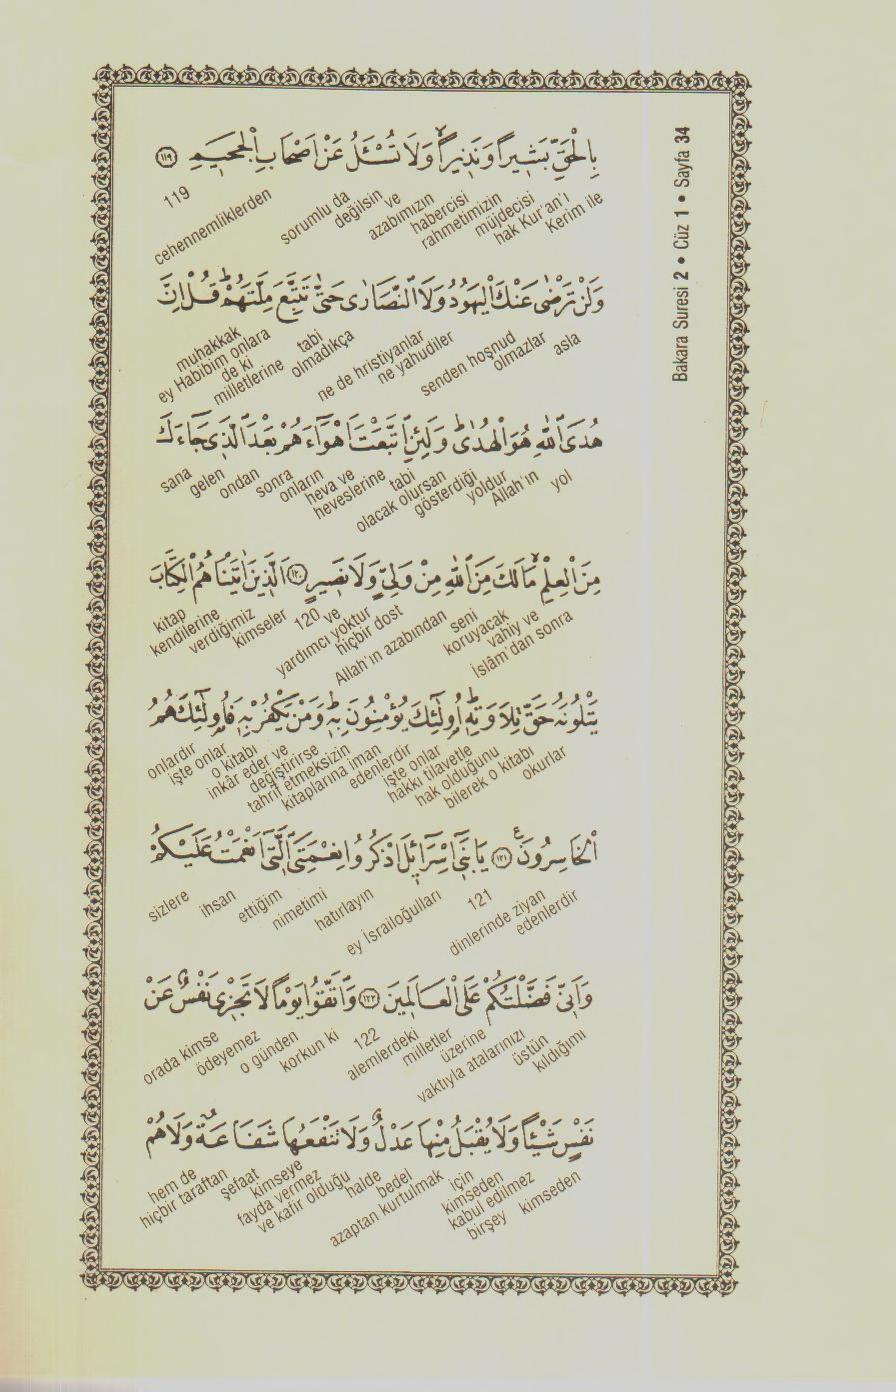 Bakara Suresi 2 • Cüz 1 • Sayfa 34
بِالْحَقِّ بَشِيرًا وَنَذِيرًاۙ وَلَا تُسْـَٔلُ عَنْ اَصْحَابِ الْجَحِيمِ ﴿١١٩﴾
hak Kur'an'ı Kerim ile
müjdecisi
rahmetimizin
habercisi
azabımızın
ve
değilsin
sorumlu da
cehennemliklerden
119
وَلَنْ تَرْضٰى عَنْكَ الْيَهُودُ وَلَا النَّصَارٰى حَتّٰى تَتَّبِعَ مِلَّتَهُمْۜ قُلْ اِنَّ
asla
senden hoşnud olmazlar
ne yahudiler
ne de hristiyanlar
tabi olmadıkça
milletlerine
de ki
ey Habibim onlara
muhakkak
هُدَى اللّٰهِ هُوَ الْهُدٰىۜ وَلَئِنِ اتَّبَعْتَ اَهْوَٓاءَهُمْ بَعْدَ الَّذِى جَٓاءَكَ
yol
Allah'ın
yoldur
gösterdiği
tabi olacak olursan
heva ve heveslerine
onların
sonra
ondan
gelen
sana
مِنَ الْعِلْمِۙ مَا لَكَ مِنَ اللّٰهِ مِنْ وَلِىٍّ وَلَا نَصِيرٍ ﴿١٢٠﴾ اَلَّذِينَ اٰتَيْنَاهُمُ الْكِتَابَ
vahiy ve İslâm'dan sonra
seni koruyacak
Allah'ın azabından
hiçbir dost
ve
yardımcı yoktur
120
kimseler
verdiğimiz
kendilerine
kitap
يَتْلُونَهُ حَقَّ تِلَاوَتِهِۜ اُو۬لٰٓئِكَ يُؤْمِنُونَ بِهِۜ وَمَنْ يَكْفُرْ بِهِ فَاُو۬لٰٓئِكَ هُمُ
okurlar
bilerek o kitabı
hak olduğunu
hakkı tilavetle
işte onlar
edenlerdir
kitaplarına iman
tahrif etmeksizin
değiştirirse
inkâr eder ve
o kitabı
işte onlar
onlardır
الْخَاسِرُونَ ﴿١٢١﴾ يَا بَنِٓى اِسْرَٓائِلَ اذْكُرُوا نِعْمَتِىَ الَّتِٓى اَنْعَمْتُ عَلَيْكُمْ
edenlerdir
dinlerinde ziyan
121
ey İsrailoğulları
hatırlayın
nimetimi
ettiğim
ihsan
sizlere
وَاَنِّى فَضَّلْتُكُمْ عَلَى الْعَالَمِينَ ﴿١٢٢﴾ وَاتَّقُوا يَوْمًا لَا تَجْزِى نَفْسٌ عَنْ
kıldığımı
üstün
vaktıyla atalarınızı
üzerine
milletler
alemlerdeki
122
korkun ki
o günden
ödeyemez
orada kimse
نَفْسٍ شَيْئًا وَلَا يُقْبَلُ مِنْهَا عَدْلٌ وَلَا تَنْفَعُهَا شَفَاعَةٌ وَلَا هُمْ
kimseden
birşey
kabul edilmez
kimseden
için
azaptan kurtulmak
bedel
halde
ve kafir olduğu
fayda vermez
kimseye
şefaat
hiçbir taraftan
hem de